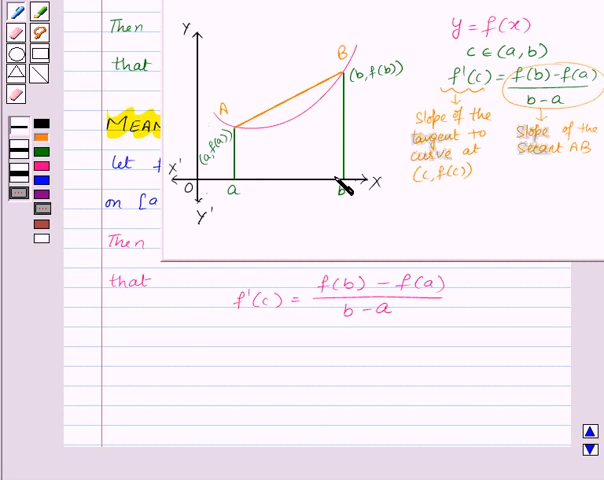 Then
that
MEAN
let f
on [a
Then
that
f'(c) = f(b) - f(a) / b - a
Y
X'
O
Y'
X
a
b
A
B
(a, f(a))
(b, f(b))
y = f(x)
c ∈ (a, b)
f'(c) = f(b) - f(a) / b - a
Slope of the
tangent to
curve at
(c, f(c))
Slope of the
Secant AB